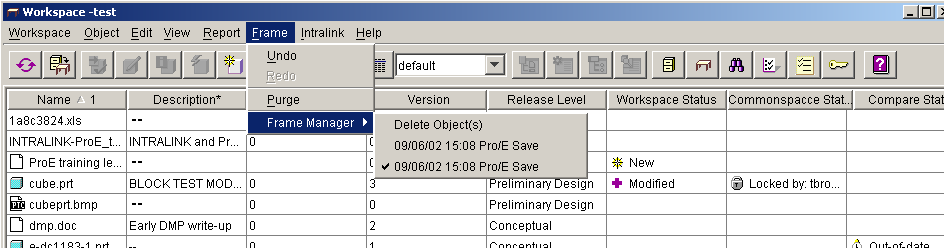 Workspace -test
Workspace Object Edit View Report Frame Intralink Help
Undo
Redo
Purge
Frame Manager
Delete Object(s)
09/06/02 15:08 Pro/E Save
09/06/02 15:08 Pro/E Save
default
Name 1 Description* Version Release Level Workspace Status Commonspace Stat... Compare Stat
1a8c3824.xls --
INTRALINK-ProE_t... INTRALINK and Pr... 0
ProE training le... -- New
cube.prt BLOCK TEST MOD... 0 3 Preliminary Design Modified Locked by: tbro...
PTC cubeprt.bmp -- 0 0 Preliminary Design
dmp.doc Early DMP write-up 0 2 Conceptual
e-dc1183-1.prt -- 0 1 Conceptual Out-of-date